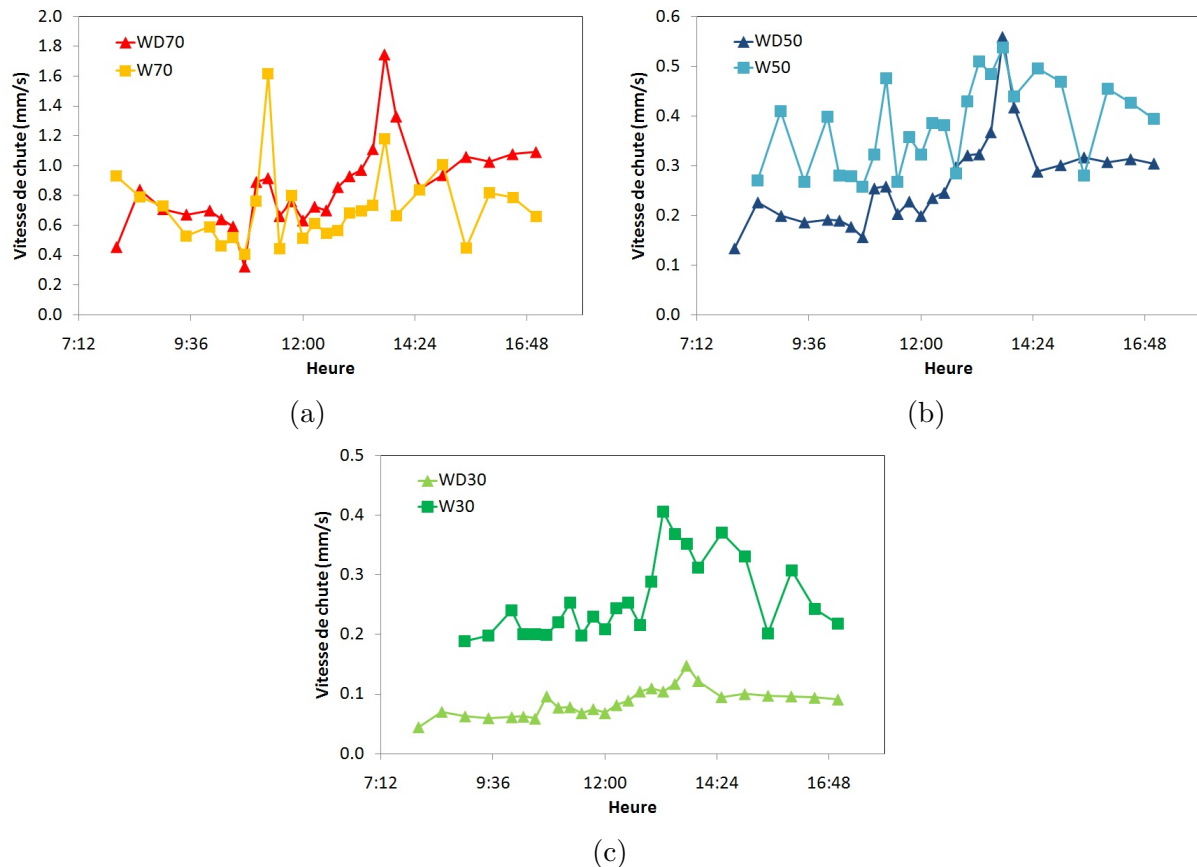 2.0
1.8
1.6
1.4
1.2
1.0
0.8
0.6
0.4
0.2
0.0
Vitesse de chute (mm/s)
WD70
W70
7:12 9:36 12:00 14:24 16:48
Heure
(a)
0.6
0.5
0.4
0.3
0.2
0.1
0.0
Vitesse de chute (mm/s)
WD50
W50
7:12 9:36 12:00 14:24 16:48
Heure
(b)
0.5
0.4
0.3
0.2
0.1
0.0
Vitesse de chute (mm/s)
WD30
W30
7:12 9:36 12:00 14:24 16:48
Heure
(c)